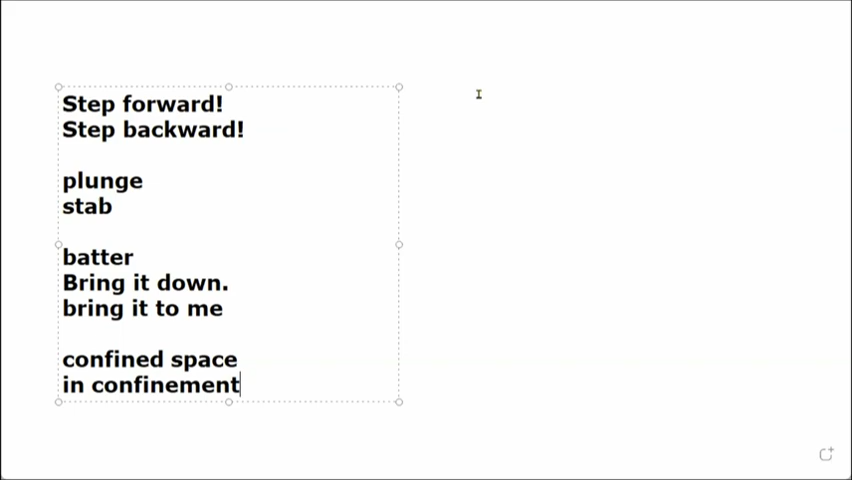 Step forward!
Step backward!
plunge
stab
batter
Bring it down.
bring it to me
confined space
in confinement